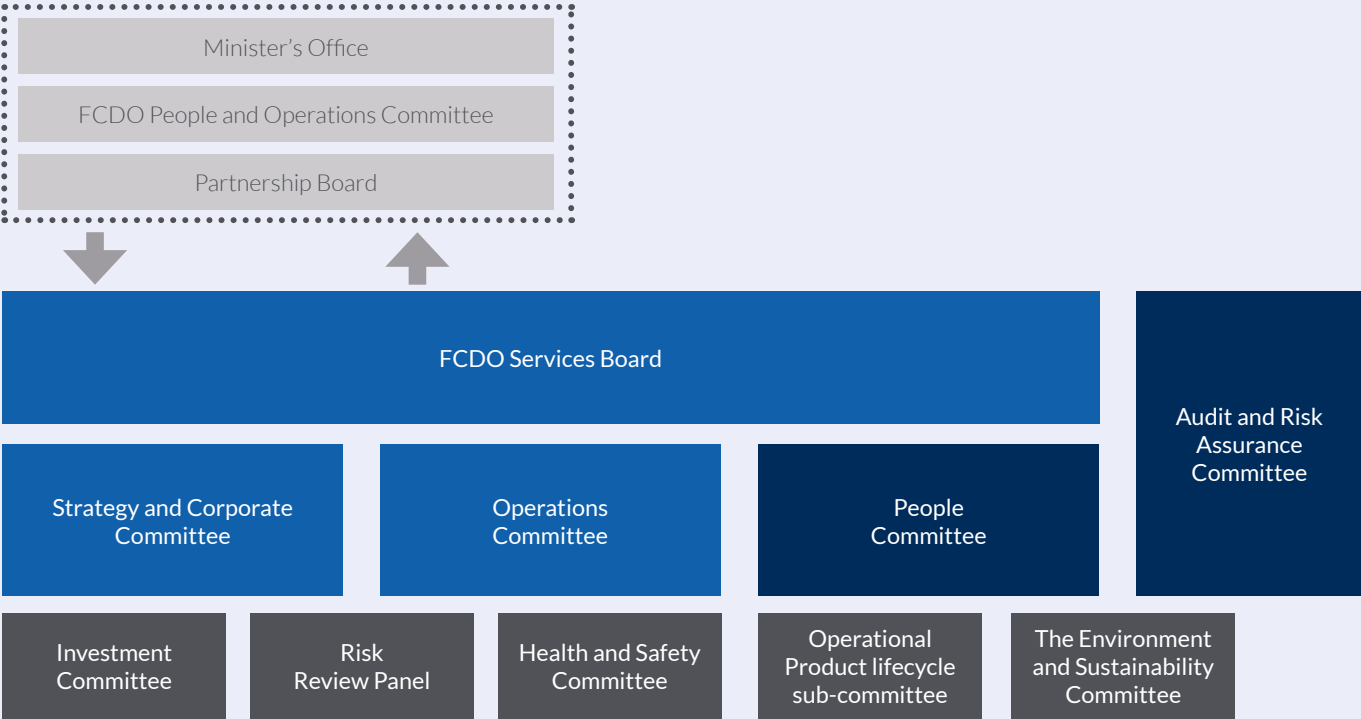 Minister’s Office
FCDO People and Operations Committee
Partnership Board
FCDO Services Board
Audit and Risk
Assurance
Committee
Strategy and Corporate
Committee
Operations
Committee
People
Committee
Investment
Committee
Risk
Review Panel
Health and Safety
Committee
Operational
Product lifecycle
sub-committee
The Environment
and Sustainability
Committee